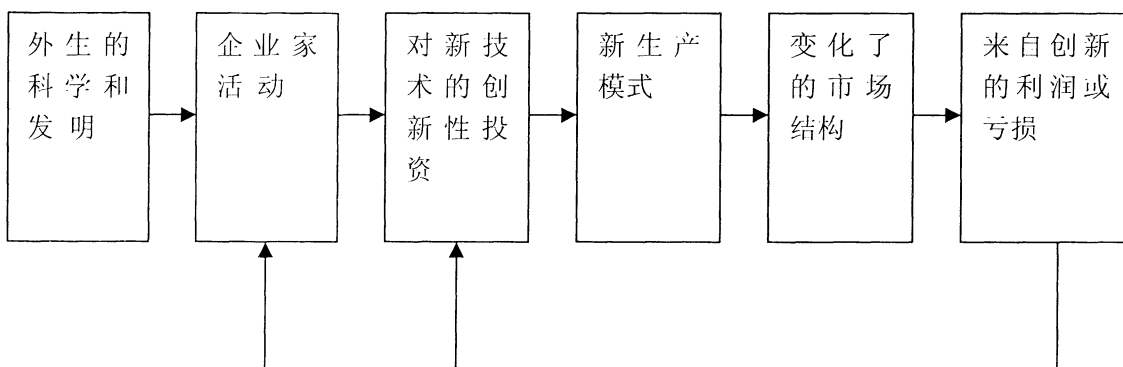 外生的
科学和
发明
企业家
活动
对新技
术的创
新性投
资
新生产
模式
变化了
的市场
结构
来自创新
的利润或
亏损